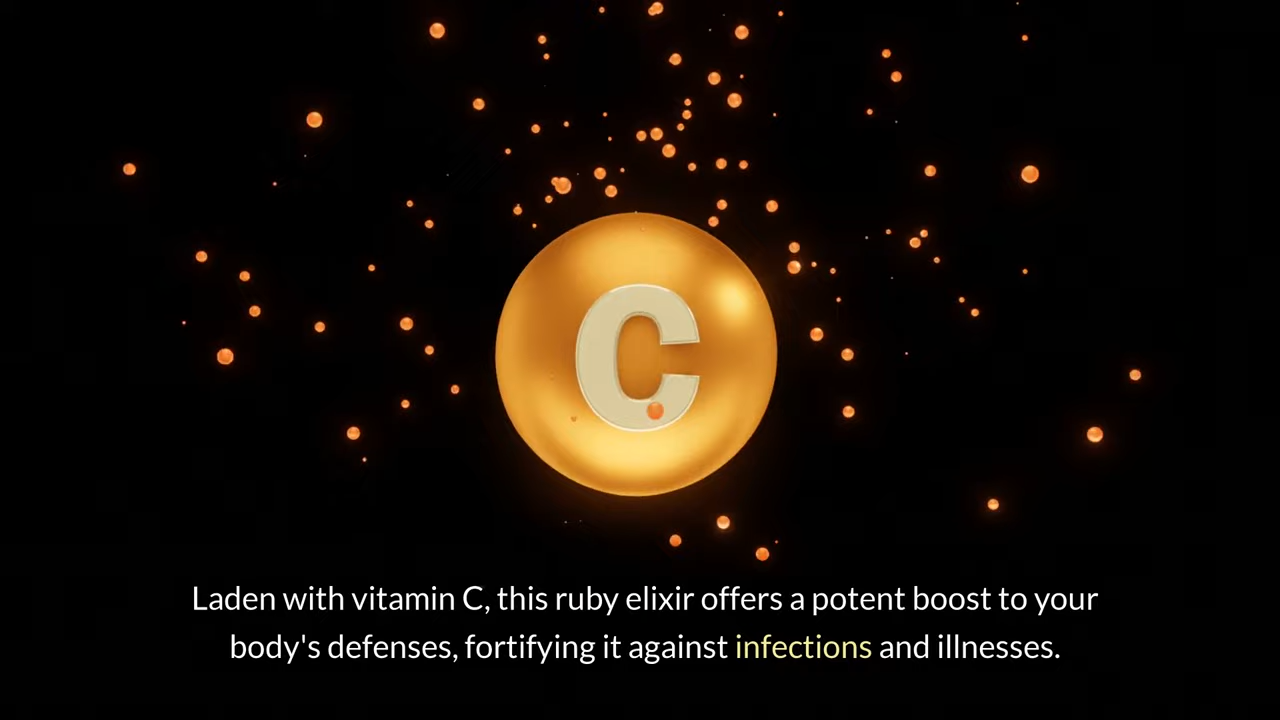 C
Laden with vitamin C, this ruby elixir offers a potent boost to your
body's defenses, fortifying it against infections and illnesses.